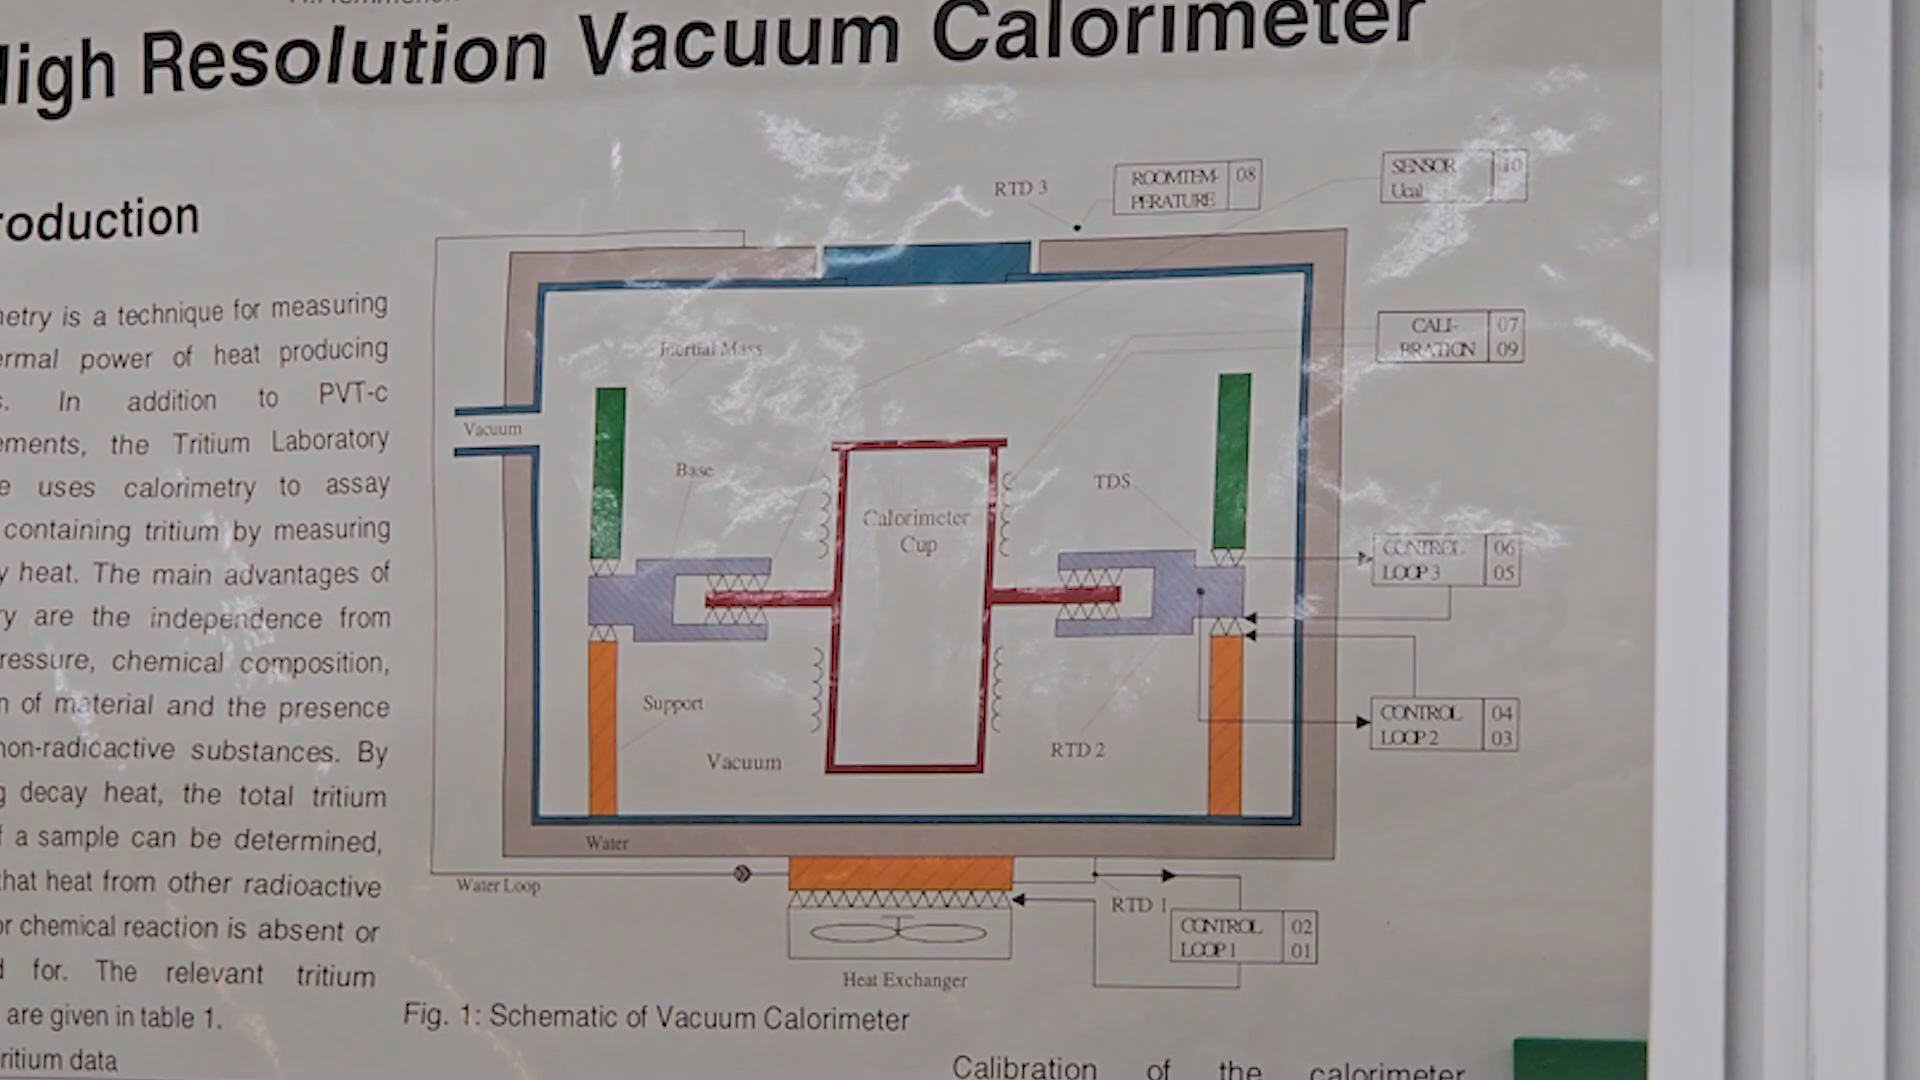 High Resolution Vacuum Calorimeter
roduction
metry is a technique for measuring
ermal power of heat producing
s. In addition to PVT-c
ements, the Tritium Laboratory
e uses calorimetry to assay
containing tritium by measuring
y heat. The main advantages of
ry are the independence from
ressure, chemical composition,
n of material and the presence
non-radioactive substances. By
g decay heat, the total tritium
f a sample can be determined,
that heat from other radioactive
or chemical reaction is absent or
d for. The relevant tritium
are given in table 1.
ritium data
RTD 3
ROOMTEM-
PERATURE
08
SENSOR
Ucal
10
Inertial Mass
CALI-
BRATION
07
09
Vacuum
Base
TDS
Calorimeter
Cup
CONTROL
LOOP 3
06
05
Support
Vacuum
RTD 2
CONTROL
LOOP 2
04
03
Water
Water Loop
RTD 1
CONTROL
LOOP 1
02
01
Heat Exchanger
Fig. 1: Schematic of Vacuum Calorimeter
Calibration of the calorimeter